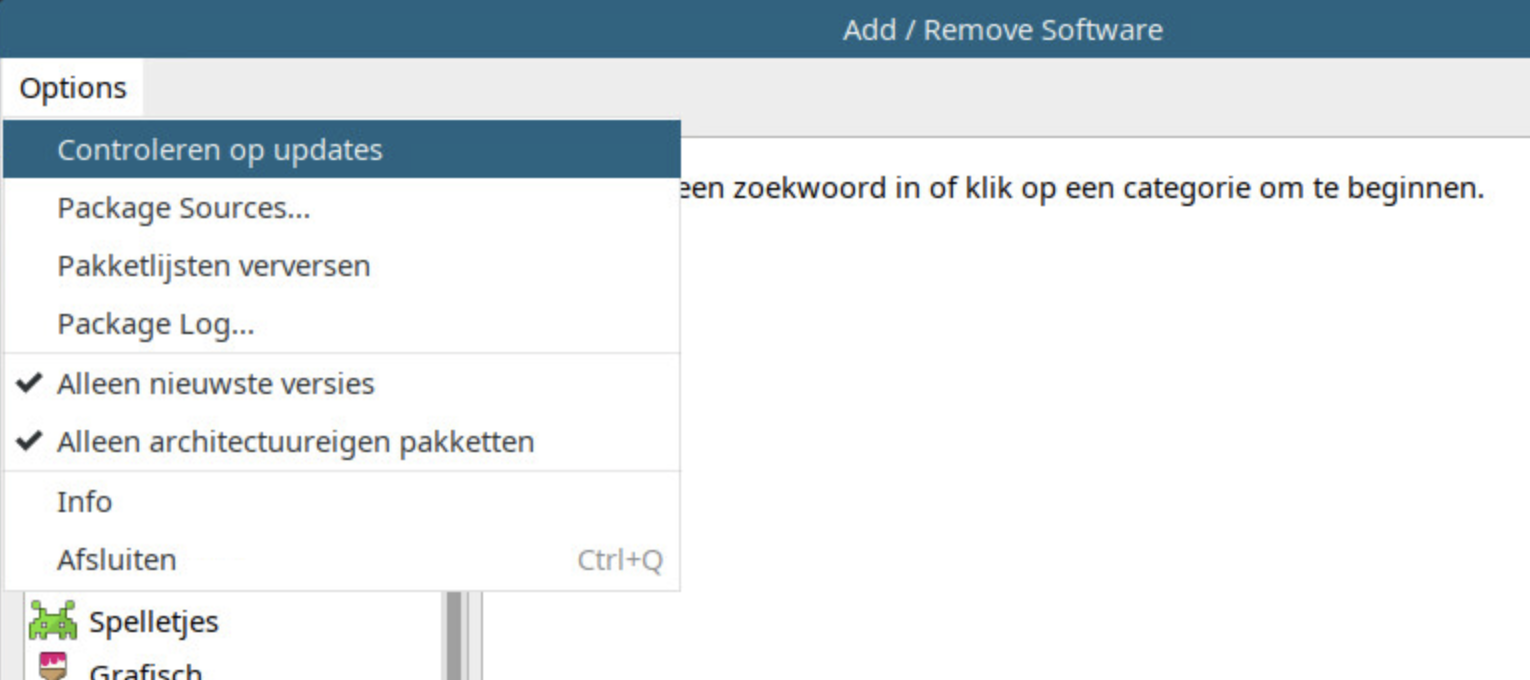 Add / Remove Software
Options
Controleren op updates
een zoekwoord in of klik op een categorie om te beginnen.
Package Sources...
Pakketlijsten verversen
Package Log...
Alleen nieuwste versies
Alleen architectuureigen pakketten
Info
Afsluiten Ctrl+Q
Spelletjes
Grafisch